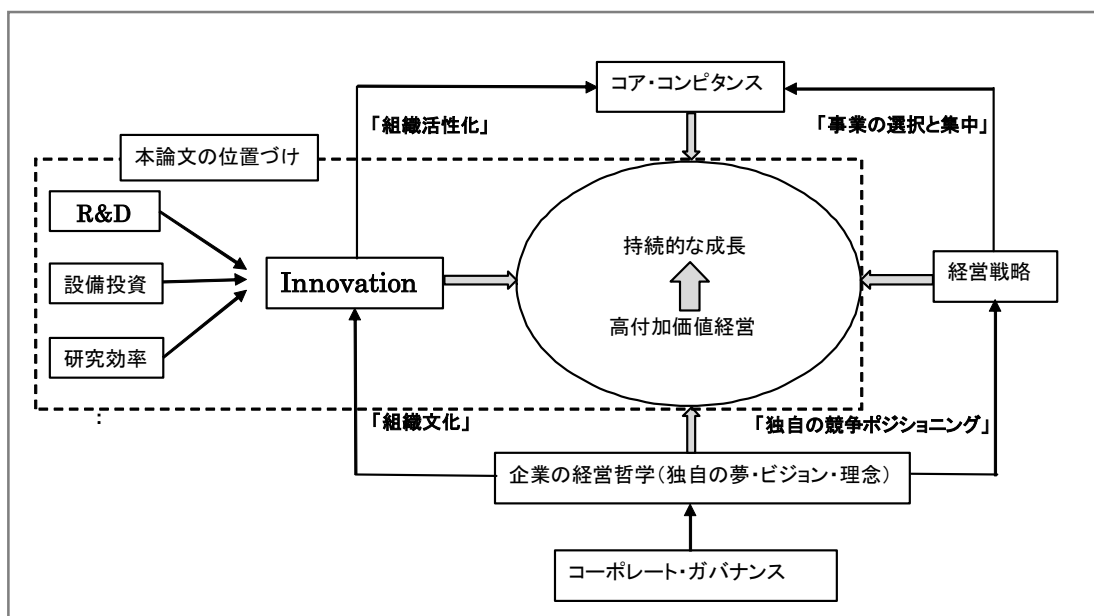 コア・コンピタンス
「組織活性化」
「事業の選択と集中」
本論文の位置づけ
R&D
持続的な成長
設備投資
Innovation
経営戦略
高付加価値経営
研究効率
:
「組織文化」
「独自の競争ポジショニング」
企業の経営哲学(独自の夢・ビジョン・理念)
コーポレート・ガバナンス